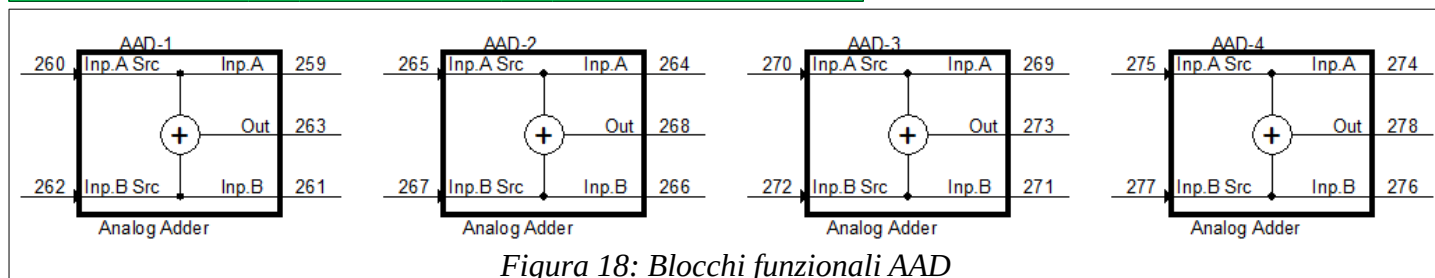 AAD-1 AAD-2 AAD-3 AAD-4
260 Inp.A Src Inp.A 259 265 Inp.A Src Inp.A 264 270 Inp.A Src Inp.A 269 275 Inp.A Src Inp.A 274
+ Out 263 + Out 268 + Out 273 + Out 278
262 Inp.B Src Inp.B 261 267 Inp.B Src Inp.B 266 272 Inp.B Src Inp.B 271 277 Inp.B Src Inp.B 276
Analog Adder Analog Adder Analog Adder Analog Adder
Figura 18: Blocchi funzionali AAD